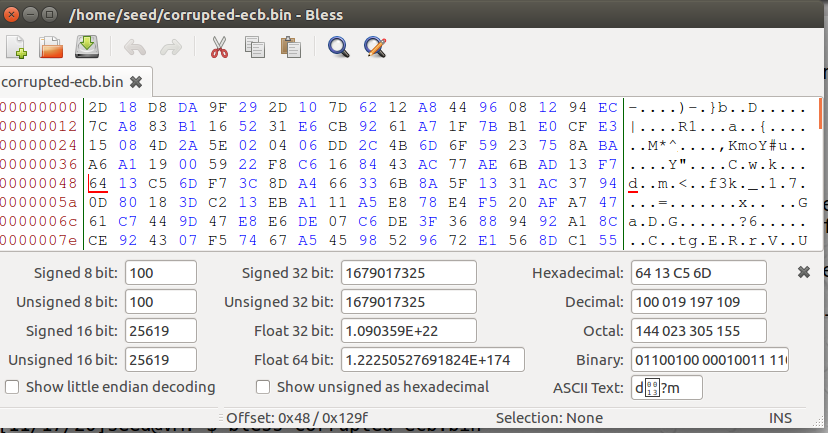 /home/seed/corrupted-ecb.bin - Bless
corrupted-ecb.bin
00000000 2D 18 D8 DA 9F 29 2D 10 7D 62 12 A8 44 96 08 12 94 EC -....)-.}b..D.....
00000012 7C A8 83 B1 16 52 31 E6 CB 92 61 A7 1F 7B B1 E0 CF E3 |....R1...a..{....
00000024 15 08 4D 2A 5E 02 04 06 DD 2C 4B 6D 6F 59 23 75 8A BA ..M*^....,KmoY#u..
00000036 A6 A1 19 00 59 22 F8 C6 16 84 43 AC 77 AE 6B AD 13 F7 ....Y"....C.w.k...
00000048 64 13 C5 6D F7 3C 8D A4 66 33 6B 8A 5F 13 31 AC 37 94 d..m.<..f3k._.1.7.
0000005a 0D 80 18 3D C2 13 EB A1 11 A5 E8 78 E4 F5 20 AF A7 47 ...=.......x.. ..G
0000006c 61 C7 44 9D 47 E8 E6 DE 07 C6 DE 3F 36 88 94 92 A1 8C a.D.G......?6.....
0000007e CE 92 43 07 F5 74 67 A5 45 98 52 96 72 E1 56 8D C1 55 ..C..tg.E.R.r.V..U
Signed 8 bit: 100 Signed 32 bit: 1679017325 Hexadecimal: 64 13 C5 6D
Unsigned 8 bit: 100 Unsigned 32 bit: 1679017325 Decimal: 100 019 197 109
Signed 16 bit: 25619 Float 32 bit: 1.090359E+22 Octal: 144 023 305 155
Unsigned 16 bit: 25619 Float 64 bit: 1.22250527691824E+174 Binary: 01100100 00010011 110
Show little endian decoding Show unsigned as hexadecimal ASCII Text: d?m
Offset: 0x48 / 0x129f Selection: None INS